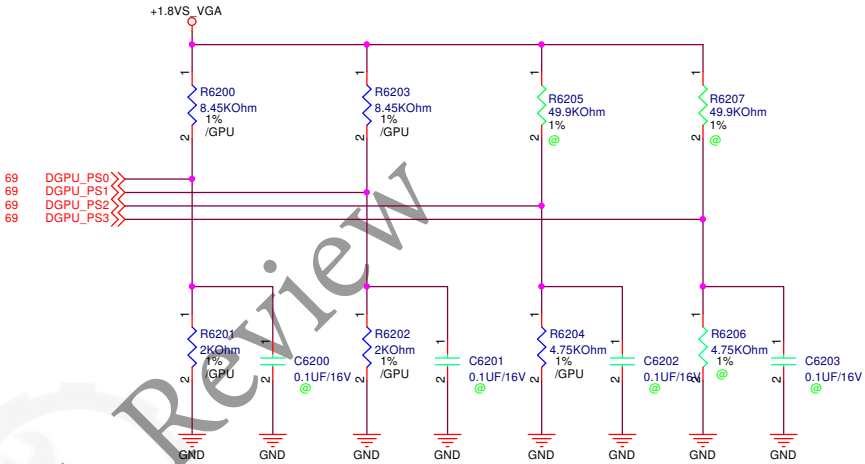 +1.8VS_VGA
1
R6200
8.45KOhm
1%
/GPU
2
1
R6203
8.45KOhm
1%
/GPU
2
1
R6205
49.9KOhm
1%
@
2
1
R6207
49.9KOhm
1%
@
2
69 DGPU_PS0
69 DGPU_PS1
69 DGPU_PS2
69 DGPU_PS3
Review
1
R6201
2KOhm
1%
/GPU
2
1
C6200
0.1UF/16V
@
2
1
R6202
2KOhm
1%
/GPU
2
1
C6201
0.1UF/16V
@
2
1
R6204
4.75KOhm
1%
/GPU
2
1
C6202
0.1UF/16V
@
2
1
R6206
4.75KOhm
1%
@
2
1
C6203
0.1UF/16V
@
2
GND GND GND GND GND GND GND GND